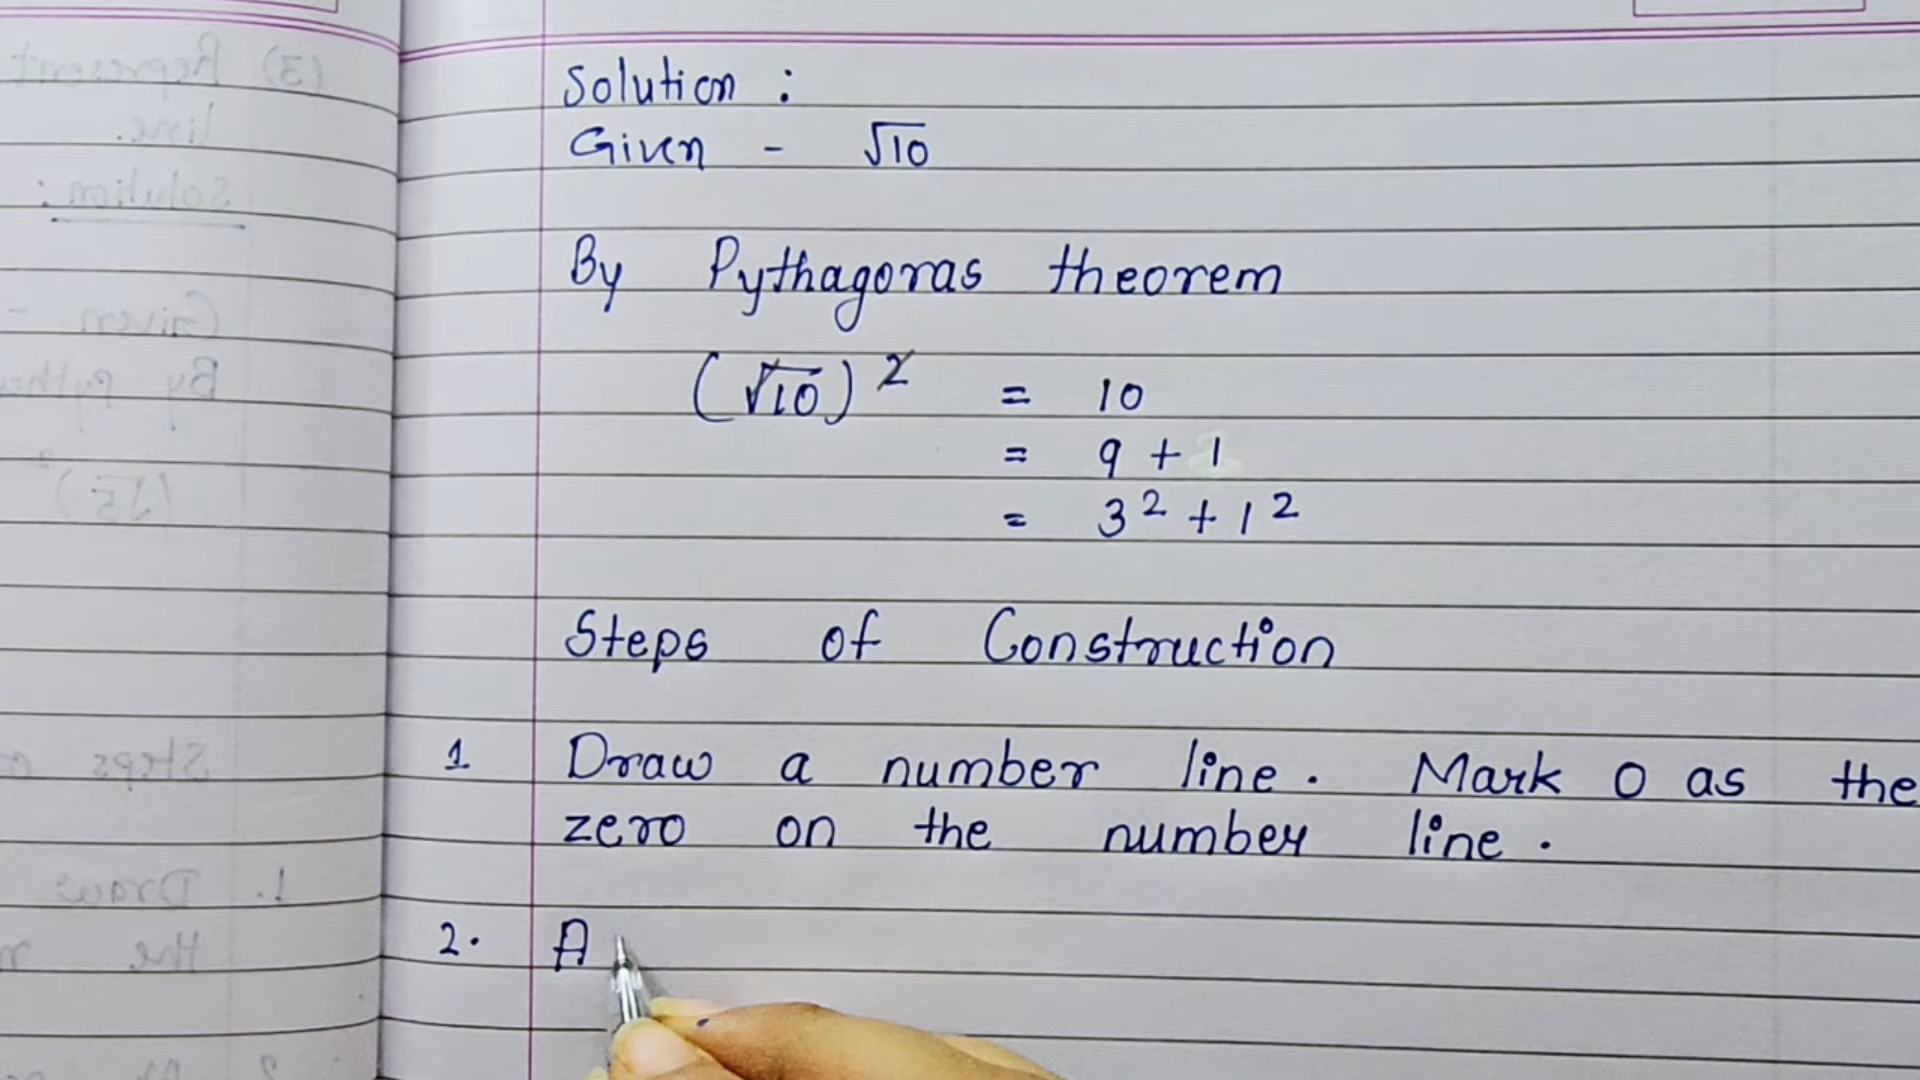 Solution :
Given - √10
By Pythagoras theorem
(√10)² = 10
= 9 + 1
= 3² + 1²
Steps of Construction
1 Draw a number line. Mark 0 as the
zero on the number line.
2. A